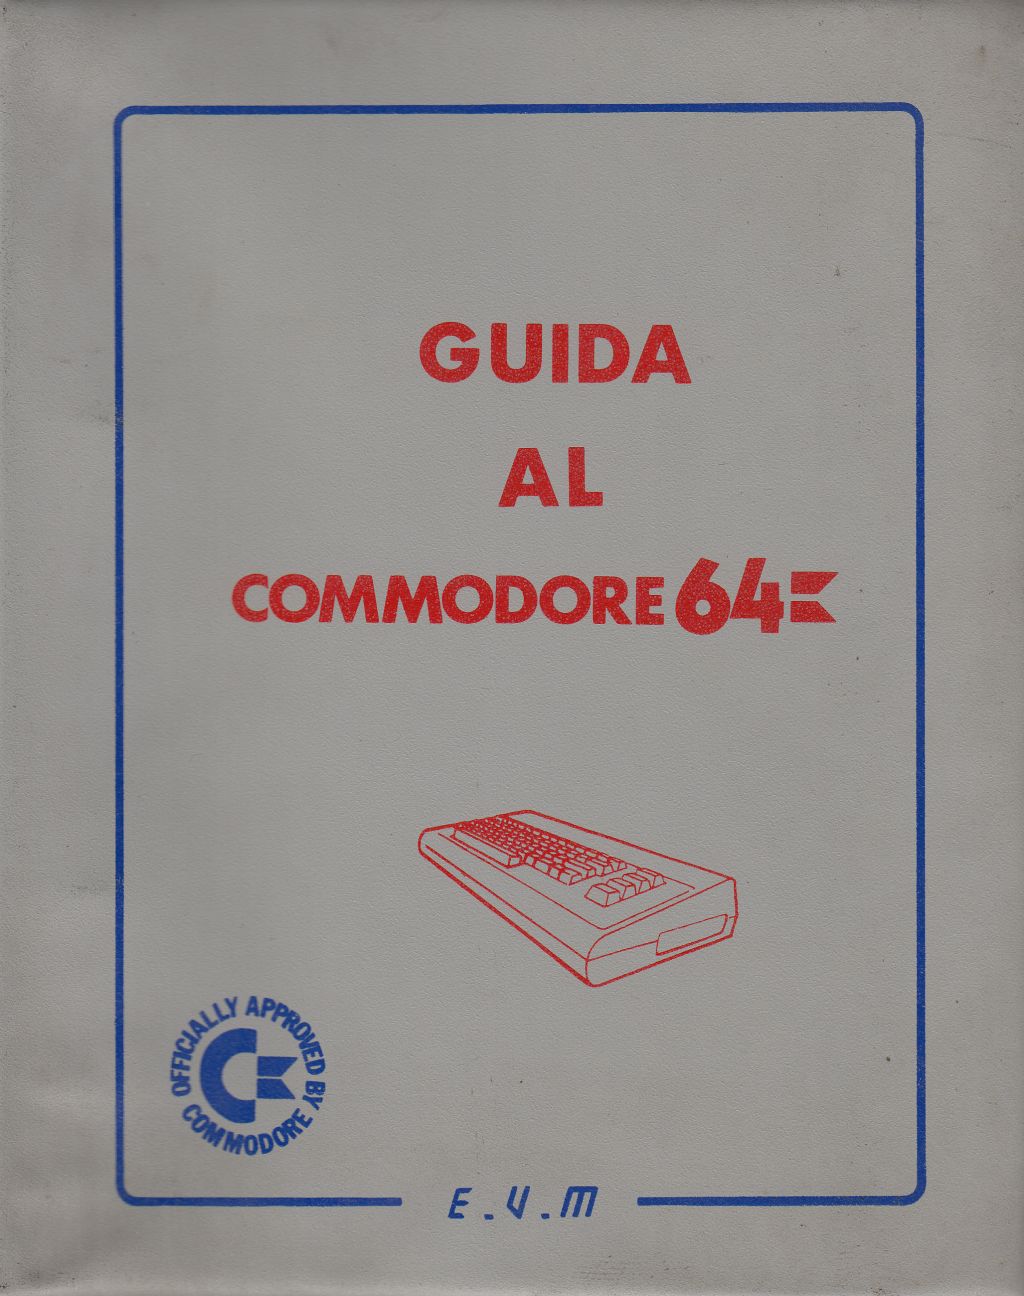 GUIDA
AL
COMMODORE 64
OFFICIALLY APPROVED BY
COMMODORE
E.V.M